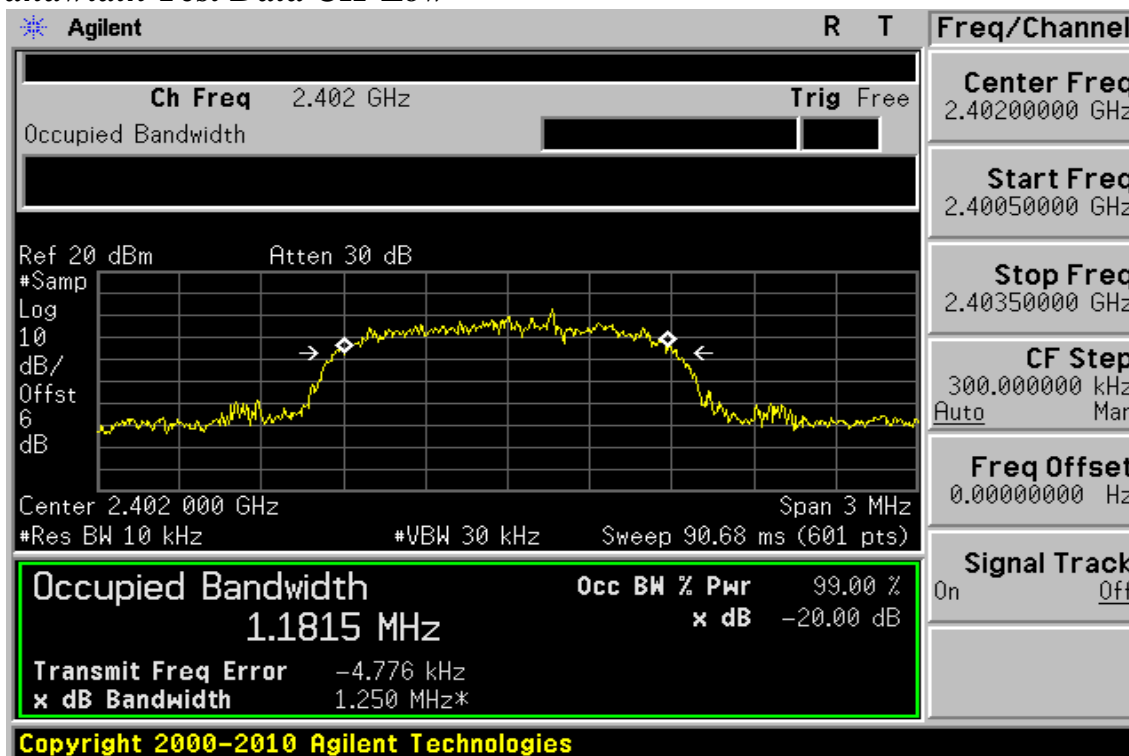 Bandwidth Test Data CH-Low
Agilent R T
Ch Freq 2.402 GHz Trig Free
Occupied Bandwidth
Ref 20 dBm Atten 30 dB
#Samp
Log
10
dB/
Offst
6
dB
Center 2.402 000 GHz Span 3 MHz
#Res BW 10 kHz #VBW 30 kHz Sweep 90.68 ms (601 pts)
Occupied Bandwidth
1.1815 MHz
Occ BW % Pwr 99.00 %
x dB -20.00 dB
Transmit Freq Error -4.776 kHz
x dB Bandwidth 1.250 MHz*
Copyright 2000-2010 Agilent Technologies
Freq/Channel
Center Freq
2.40200000 GHz
Start Freq
2.40050000 GHz
Stop Freq
2.40350000 GHz
CF Step
300.000000 kHz
Auto Man
Freq Offset
0.00000000 Hz
Signal Track
On Off